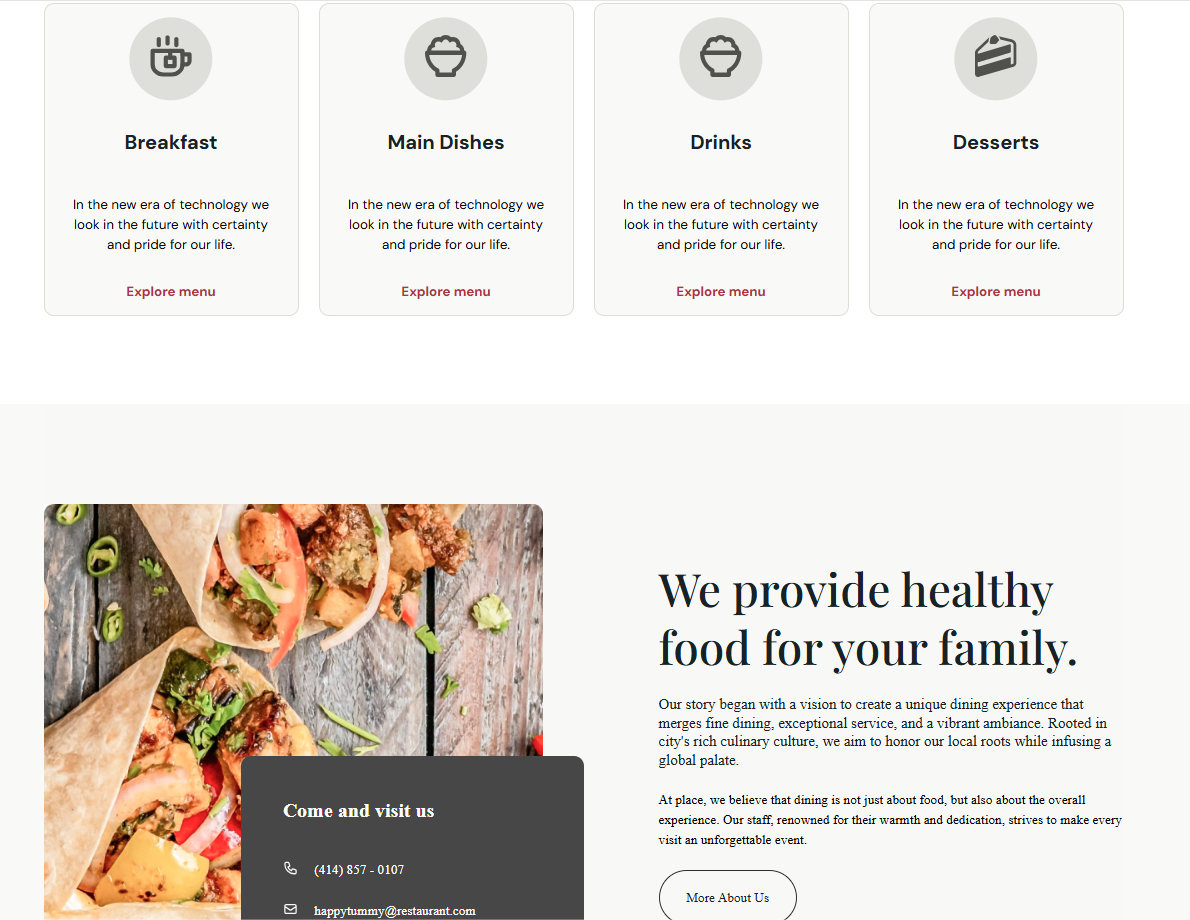 Breakfast
In the new era of technology we
look in the future with certainty
and pride for our life.
Explore menu
Main Dishes
In the new era of technology we
look in the future with certainty
and pride for our life.
Explore menu
Drinks
In the new era of technology we
look in the future with certainty
and pride for our life.
Explore menu
Desserts
In the new era of technology we
look in the future with certainty
and pride for our life.
Explore menu
Come and visit us
(414) 857 - 0107
happytummy@restaurant.com
We provide healthy
food for your family.
Our story began with a vision to create a unique dining experience that
merges fine dining, exceptional service, and a vibrant ambiance. Rooted in
city's rich culinary culture, we aim to honor our local roots while infusing a
global palate.
At place, we believe that dining is not just about food, but also about the overall
experience. Our staff, renowned for their warmth and dedication, strives to make every
visit an unforgettable event.
More About Us